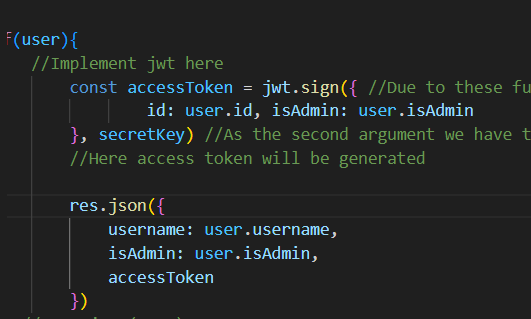 f(user){
//Implement jwt here
const accessToken = jwt.sign({ //Due to these fu
id: user.id, isAdmin: user.isAdmin
}, secretKey) //As the second argument we have t
//Here access token will be generated
res.json({
username: user.username,
isAdmin: user.isAdmin,
accessToken
})